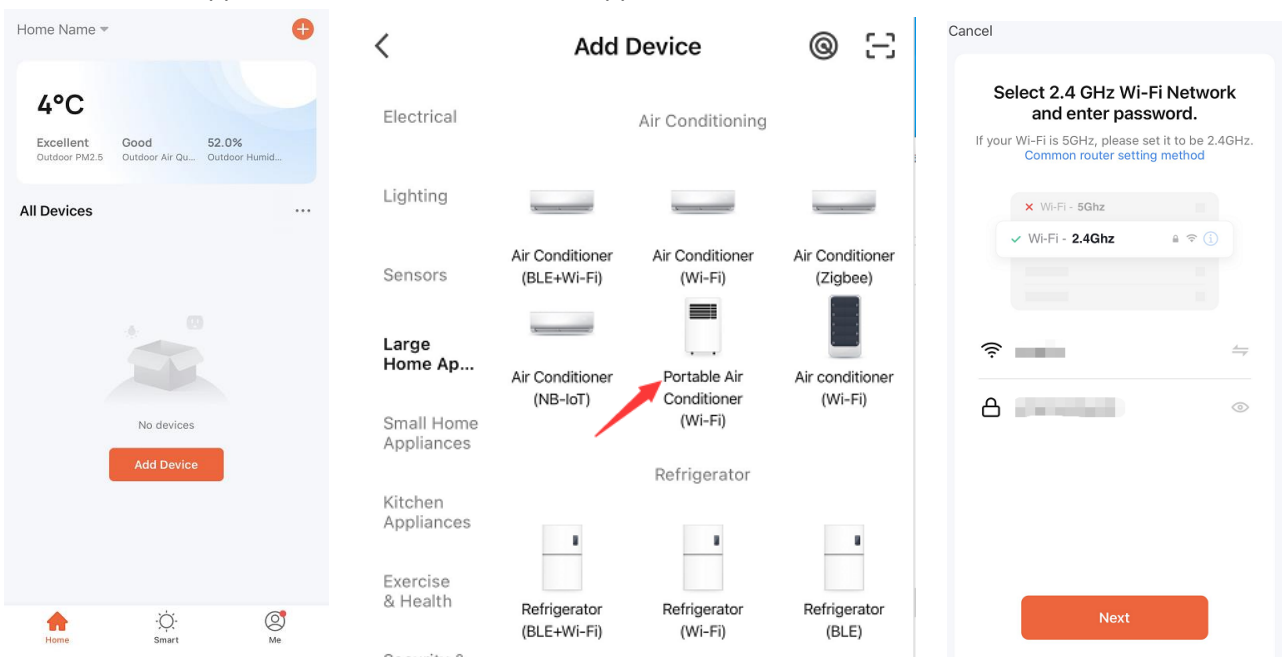 Home Name
4°C
Excellent Good 52.0%
Outdoor PM2.5 Outdoor Air Qu... Outdoor Humid...
All Devices
No devices
Add Device
Home Smart Me
Add Device
Electrical
Lighting
Sensors
Large
Home Ap...
Small Home
Appliances
Kitchen
Appliances
Exercise
& Health
Air Conditioning
Air Conditioner
(BLE+Wi-Fi)
Air Conditioner
(Wi-Fi)
Air Conditioner
(Zigbee)
Air Conditioner
(NB-IoT)
Portable Air
Conditioner
(Wi-Fi)
Air conditioner
(Wi-Fi)
Refrigerator
Refrigerator
(BLE+Wi-Fi)
Refrigerator
(Wi-Fi)
Refrigerator
(BLE)
Cancel
Select 2.4 GHz Wi-Fi Network
and enter password.
If your Wi-Fi is 5GHz, please set it to be 2.4GHz.
Common router setting method
Wi-Fi - 5Ghz
Wi-Fi - 2.4Ghz
Next